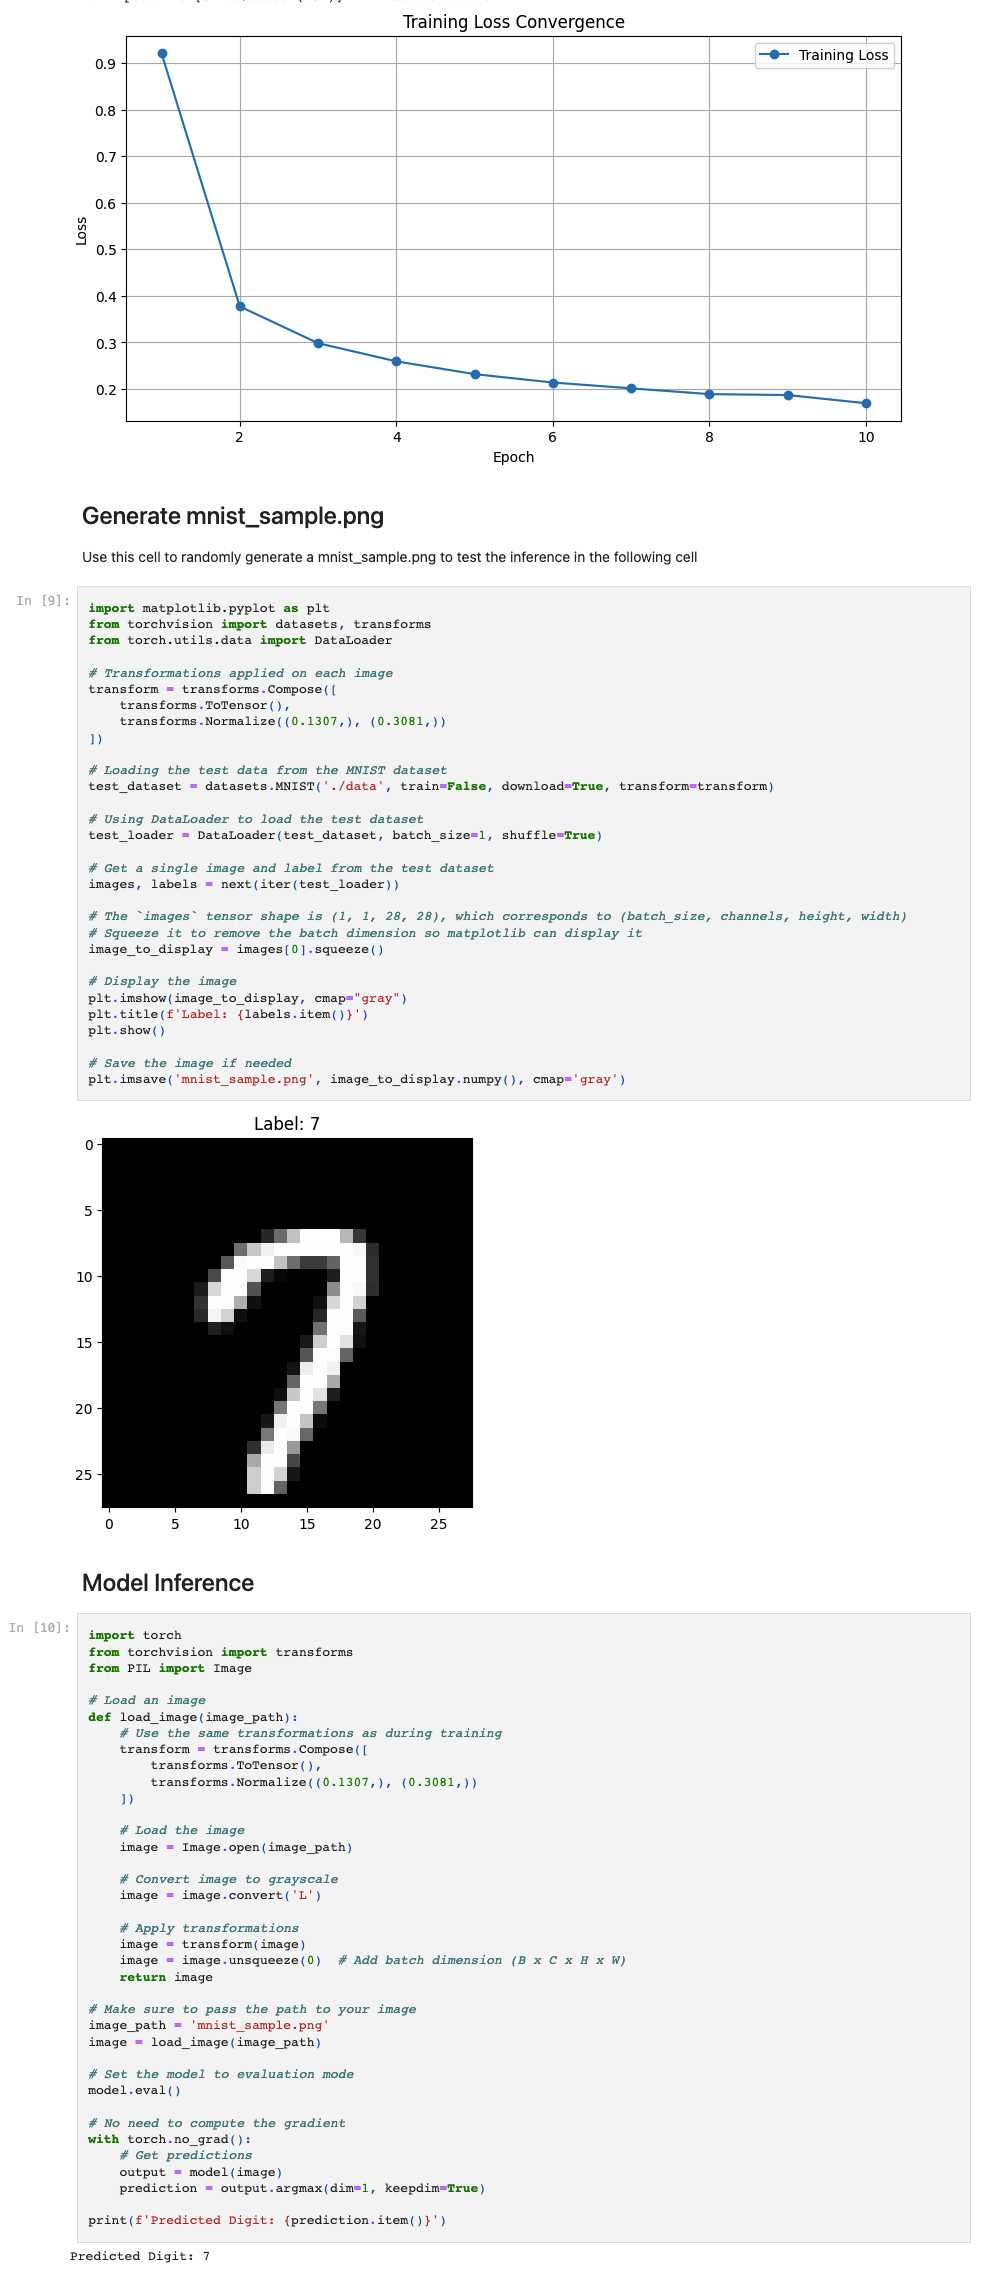 Training Loss Convergence
Training Loss
0.9
0.8
0.7
0.6
0.5
0.4
0.3
0.2
Loss
2 4 6 8 10
Epoch
Generate mnist_sample.png
Use this cell to randomly generate a mnist_sample.png to test the inference in the following cell
In [9]:
import matplotlib.pyplot as plt
from torchvision import datasets, transforms
from torch.utils.data import DataLoader
# Transformations applied on each image
transform = transforms.Compose([
    transforms.ToTensor(),
    transforms.Normalize((0.1307,), (0.3081,))
])
# Loading the test data from the MNIST dataset
test_dataset = datasets.MNIST('./data', train=False, download=True, transform=transform)
# Using DataLoader to load the test dataset
test_loader = DataLoader(test_dataset, batch_size=1, shuffle=True)
# Get a single image and label from the test dataset
images, labels = next(iter(test_loader))
# The `images` tensor shape is (1, 1, 28, 28), which corresponds to (batch_size, channels, height, width)
# Squeeze it to remove the batch dimension so matplotlib can display it
image_to_display = images[0].squeeze()
# Display the image
plt.imshow(image_to_display, cmap="gray")
plt.title(f'Label: {labels.item()}')
plt.show()
# Save the image if needed
plt.imsave('mnist_sample.png', image_to_display.numpy(), cmap='gray')
Label: 7
0
5
10
15
20
25
0 5 10 15 20 25
Model Inference
In [10]:
import torch
from torchvision import transforms
from PIL import Image
# Load an image
def load_image(image_path):
    # Use the same transformations as during training
    transform = transforms.Compose([
        transforms.ToTensor(),
        transforms.Normalize((0.1307,), (0.3081,))
    ])
    # Load the image
    image = Image.open(image_path)
    # Convert image to grayscale
    image = image.convert('L')
    # Apply transformations
    image = transform(image)
    image = image.unsqueeze(0)  # Add batch dimension (B x C x H x W)
    return image
# Make sure to pass the path to your image
image_path = 'mnist_sample.png'
image = load_image(image_path)
# Set the model to evaluation mode
model.eval()
# No need to compute the gradient
with torch.no_grad():
    # Get predictions
    output = model(image)
    prediction = output.argmax(dim=1, keepdim=True)
print(f'Predicted Digit: {prediction.item()}')
Predicted Digit: 7